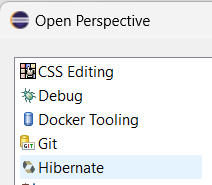 Open Perspective
CSS Editing
Debug
Docker Tooling
Git
Hibernate